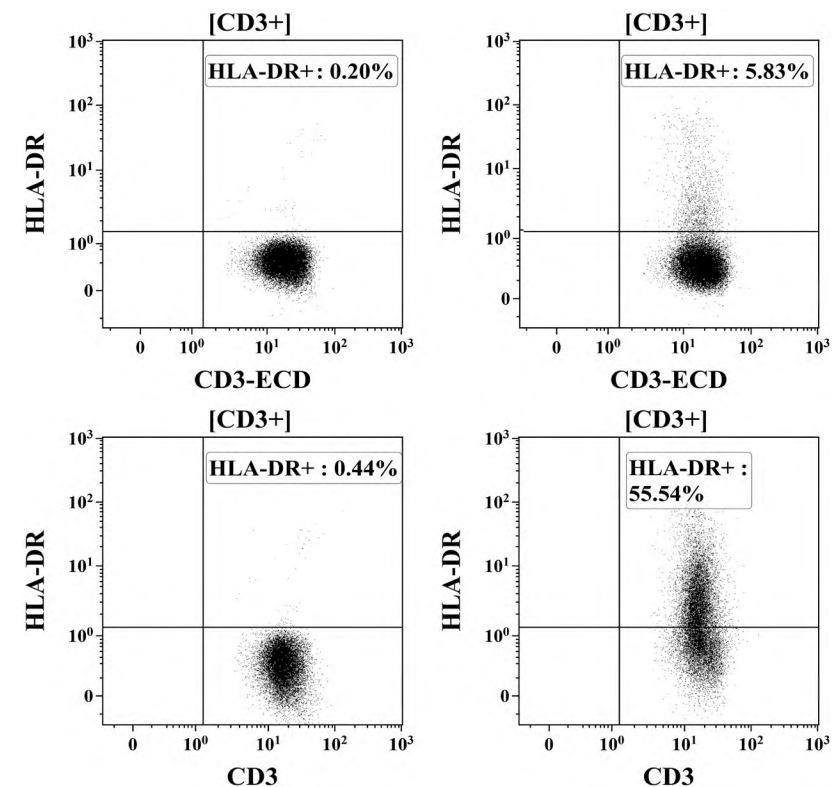 [CD3+]
HLA-DR+: 0.20%
10³
10²
10¹
10⁰
0
HLA-DR
0 10⁰ 10¹ 10² 10³
CD3-ECD
[CD3+]
HLA-DR+: 5.83%
10³
10²
10¹
10⁰
0
HLA-DR
0 10⁰ 10¹ 10² 10³
CD3-ECD
[CD3+]
HLA-DR+ : 0.44%
10³
10²
10¹
10⁰
0
HLA-DR
0 10⁰ 10¹ 10² 10³
CD3
[CD3+]
HLA-DR+ :
55.54%
10³
10²
10¹
10⁰
0
HLA-DR
0 10⁰ 10¹ 10² 10³
CD3